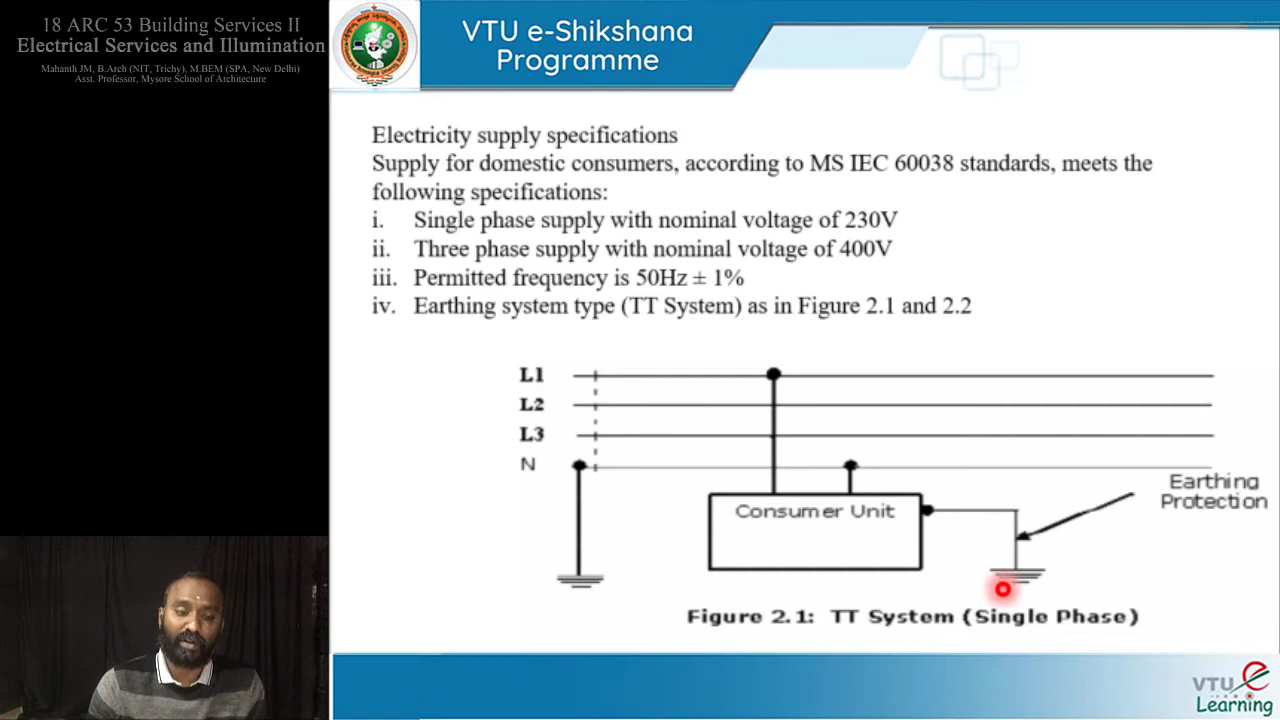 18 ARC 53 Building Services II
Electrical Services and Illumination
Mahanth JM, B.Arch (NIT, Trichy), M.BEM (SPA, New Delhi)
Asst. Professor, Mysore School of Architecture
VTU e-Shikshana
Programme
Electricity supply specifications
Supply for domestic consumers, according to MS IEC 60038 standards, meets the
following specifications:
i. Single phase supply with nominal voltage of 230V
ii. Three phase supply with nominal voltage of 400V
iii. Permitted frequency is 50Hz ± 1%
iv. Earthing system type (TT System) as in Figure 2.1 and 2.2
L1
L2
L3
N
Earthing
Protection
Consumer Unit
Figure 2.1: TT System (Single Phase)
VTU e
Learning